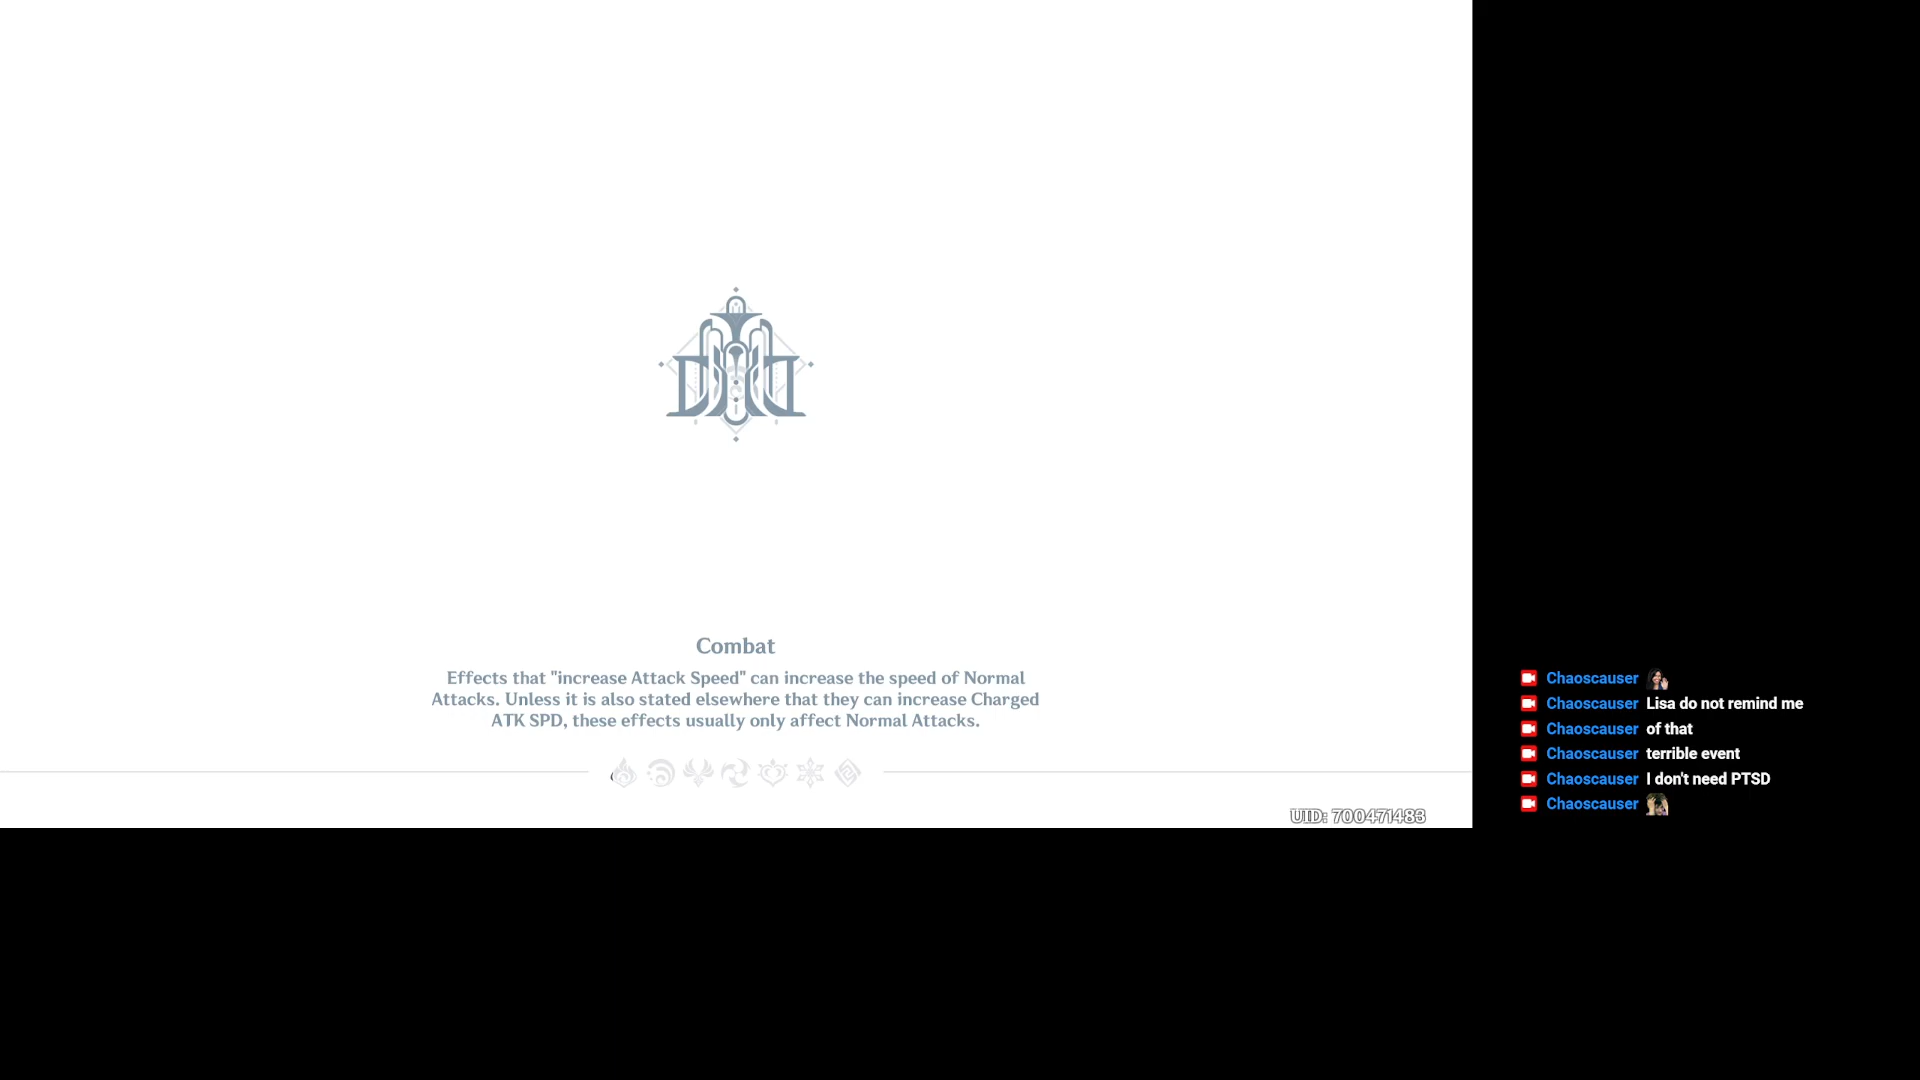 Combat
Effects that "increase Attack Speed" can increase the speed of Normal
Attacks. Unless it is also stated elsewhere that they can increase Charged
ATK SPD, these effects usually only affect Normal Attacks.
UID: 700471483
Chaoscauser
Chaoscauser Lisa do not remind me
Chaoscauser of that
Chaoscauser terrible event
Chaoscauser I don't need PTSD
Chaoscauser